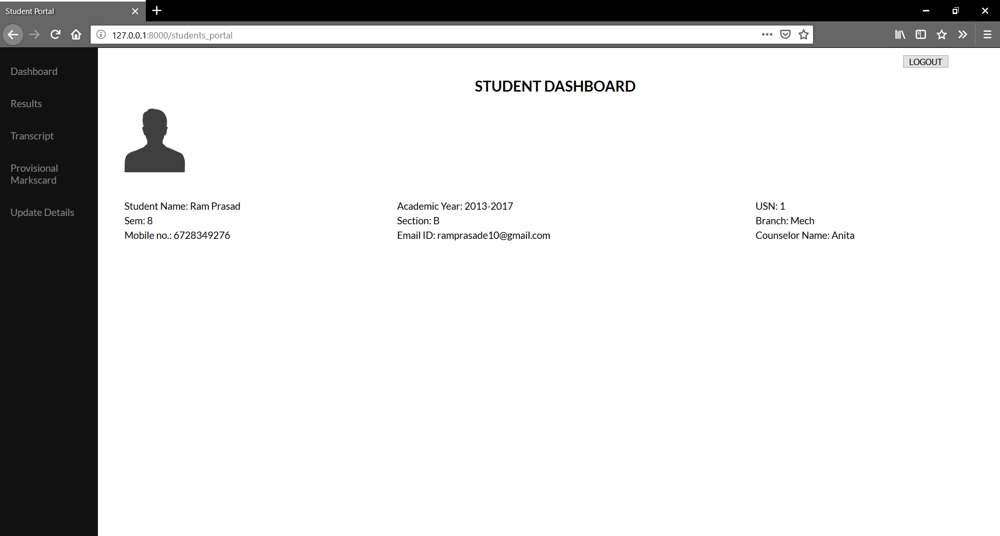 Student Portal
127.0.0.1:8000/students_portal
LOGOUT
Dashboard
Results
Transcript
Provisional
Markscard
Update Details
STUDENT DASHBOARD
Student Name: Ram Prasad
Academic Year: 2013-2017
USN: 1
Sem: 8
Section: B
Branch: Mech
Mobile no.: 6728349276
Email ID: ramprasade10@gmail.com
Counselor Name: Anita